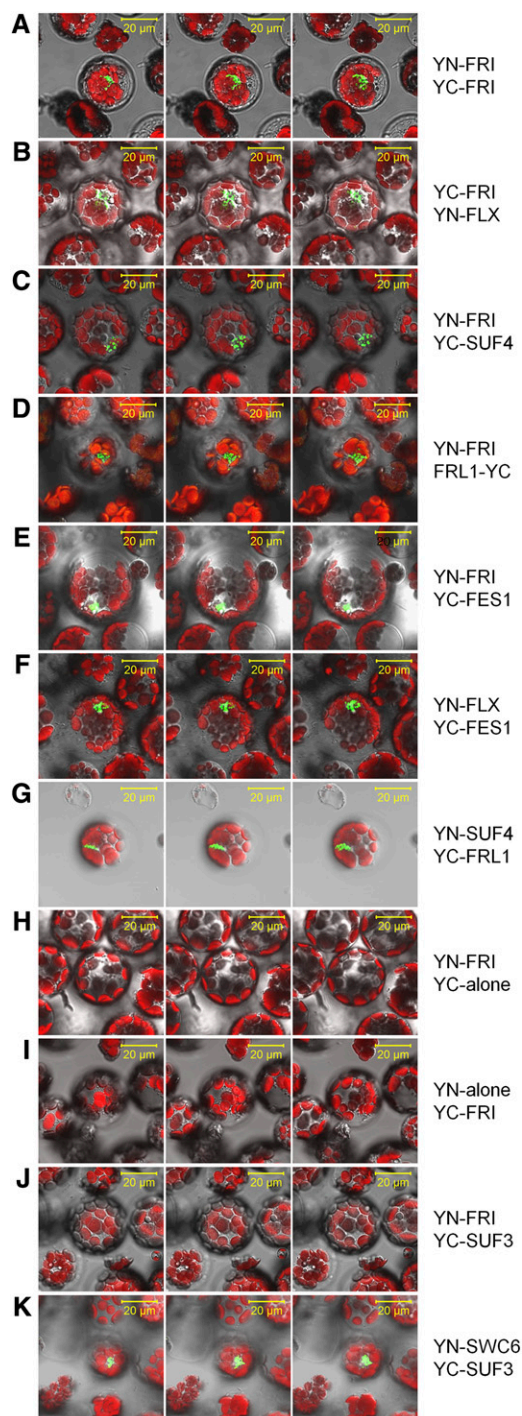 A
20 µm 20 µm 20 µm
YN-FRI
YC-FRI
B
20 µm 20 µm 20 µm
YC-FRI
YN-FLX
C
20 µm 20 µm 20 µm
YN-FRI
YC-SUF4
D
20 µm 20 µm 20 µm
YN-FRI
FRL1-YC
E
20 µm 20 µm 20 µm
YN-FRI
YC-FES1
F
20 µm 20 µm 20 µm
YN-FLX
YC-FES1
G
20 µm 20 µm 20 µm
YN-SUF4
YC-FRL1
H
20 µm 20 µm 20 µm
YN-FRI
YC-alone
I
20 µm 20 µm 20 µm
YN-alone
YC-FRI
J
20 µm 20 µm 20 µm
YN-FRI
YC-SUF3
K
20 µm 20 µm 20 µm
YN-SWC6
YC-SUF3